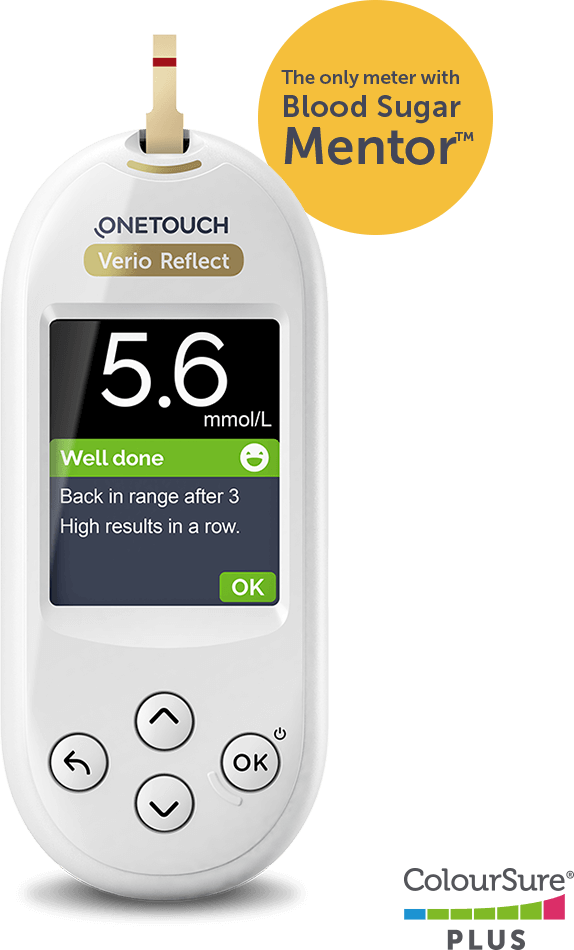 The only meter with
Blood Sugar
Mentor™
ONETOUCH
Verio Reflect
5.6
mmol/L
Well done
Back in range after 3
High results in a row.
OK
OK
ColourSure®
PLUS